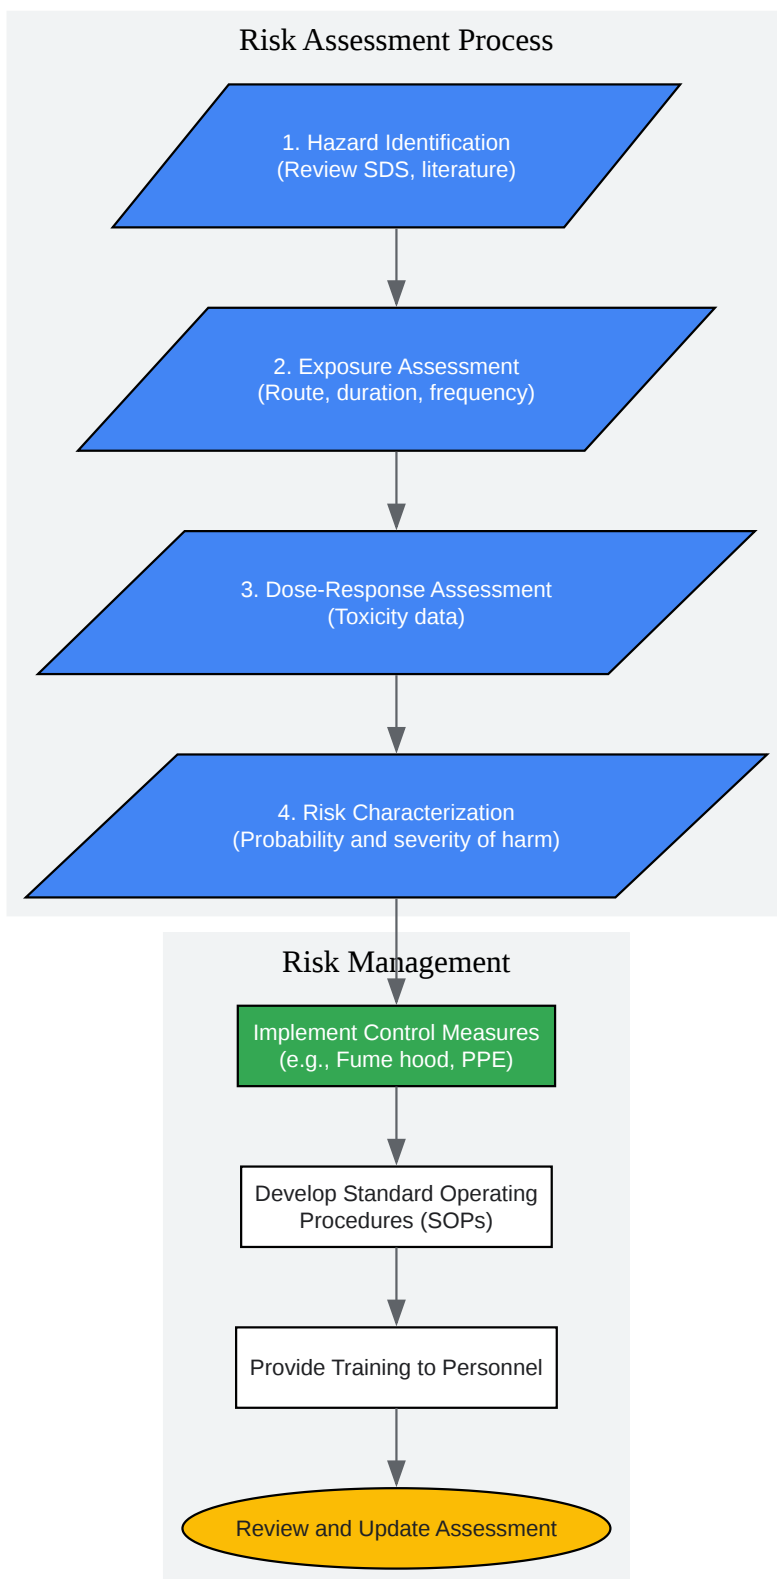 Risk Assessment Process
1. Hazard Identification
(Review SDS, literature)
2. Exposure Assessment
(Route, duration, frequency)
3. Dose-Response Assessment
(Toxicity data)
4. Risk Characterization
(Probability and severity of harm)
Risk Management
Implement Control Measures
(e.g., Fume hood, PPE)
Develop Standard Operating
Procedures (SOPs)
Provide Training to Personnel
Review and Update Assessment